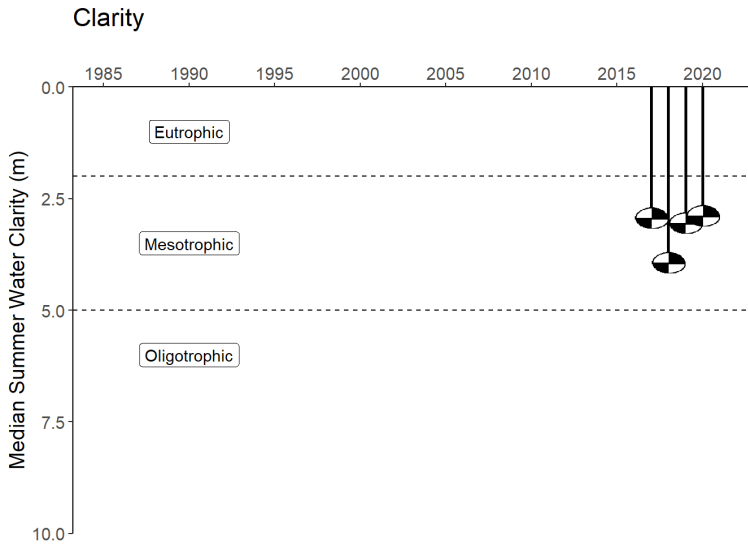 Clarity
1985 1990 1995 2000 2005 2010 2015 2020
Median Summer Water Clarity (m)
0.0
Eutrophic
2.5
Mesotrophic
5.0
Oligotrophic
7.5
10.0